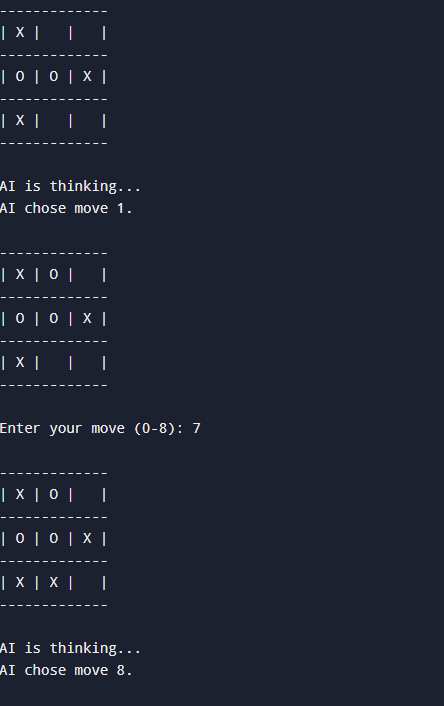 -------------
| X |   |   |
-------------
| O | O | X |
-------------
| X |   |   |
-------------
AI is thinking...
AI chose move 1.
-------------
| X | O |   |
-------------
| O | O | X |
-------------
| X |   |   |
-------------
Enter your move (0-8): 7
-------------
| X | O |   |
-------------
| O | O | X |
-------------
| X | X |   |
-------------
AI is thinking...
AI chose move 8.